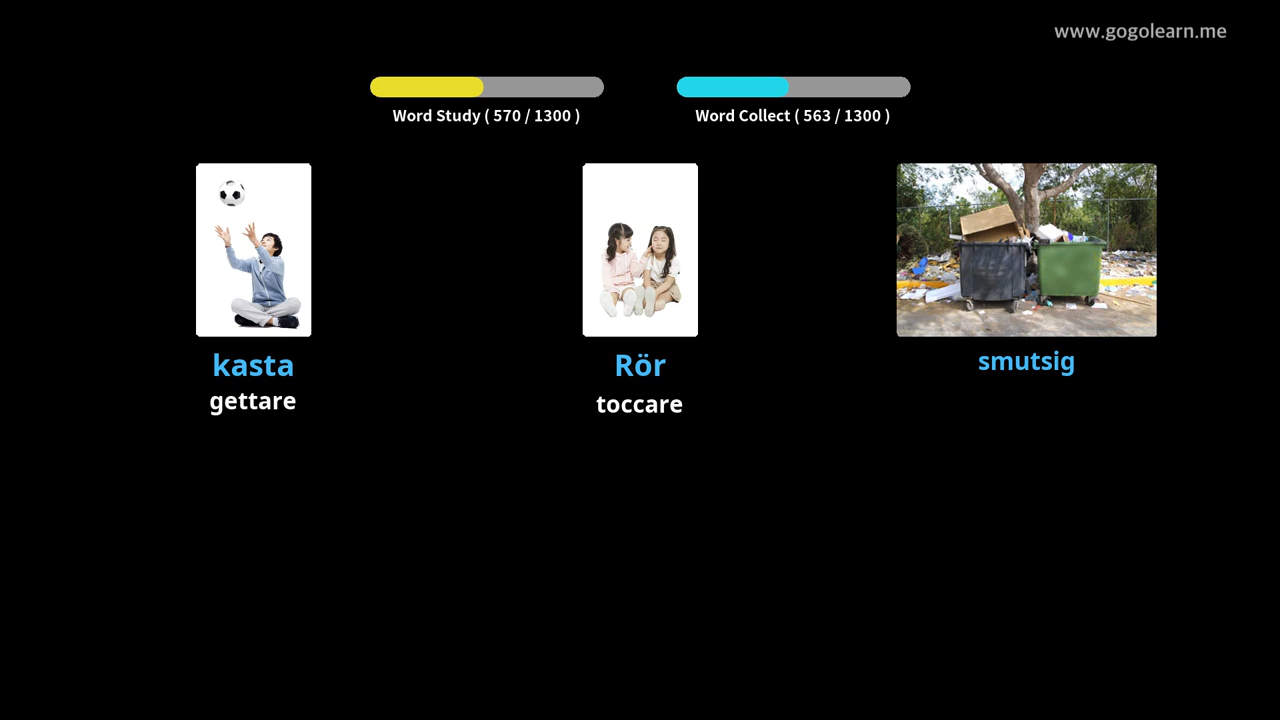 www.gogolearn.me
Word Study ( 570 / 1300 )
Word Collect ( 563 / 1300 )
kasta
gettare
Rör
toccare
smutsig